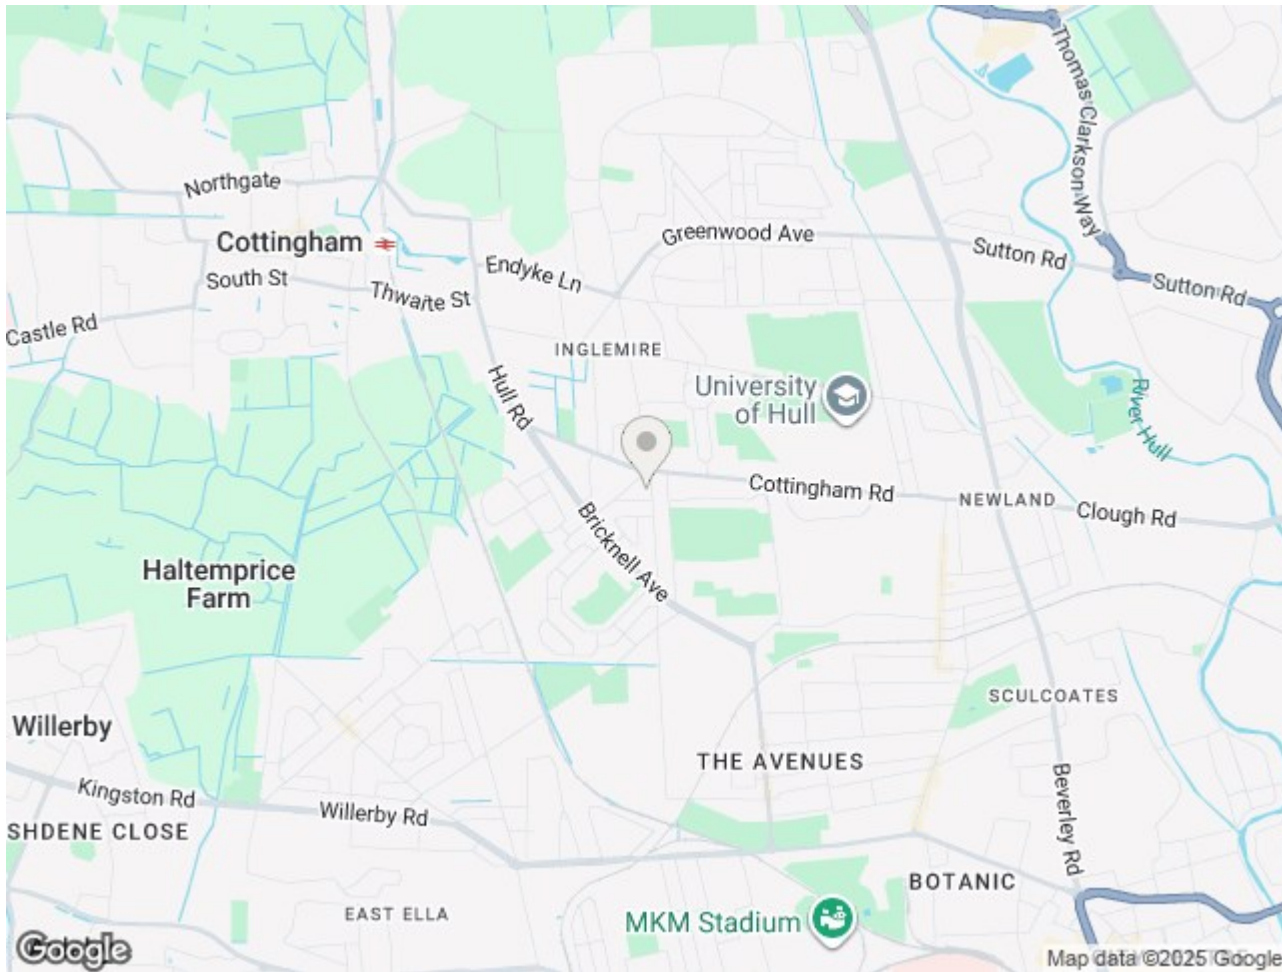 Thomas Clarkson Way
Northgate
Cottingham
Greenwood Ave
Sutton Rd
South St
Endyke Ln
Sutton Rd
Thwaite St
Castle Rd
INGLEMIRE
Hull Rd
University
of Hull
River Hull
Cottingham Rd
NEWLAND
Clough Rd
Bricknell Ave
Haltemprice
Farm
SCULCOATES
Willerby
THE AVENUES
Kingston Rd
Willerby Rd
Beverley Rd
SHDENE CLOSE
BOTANIC
EAST ELLA
MKM Stadium
Google
Map data ©2025 Google